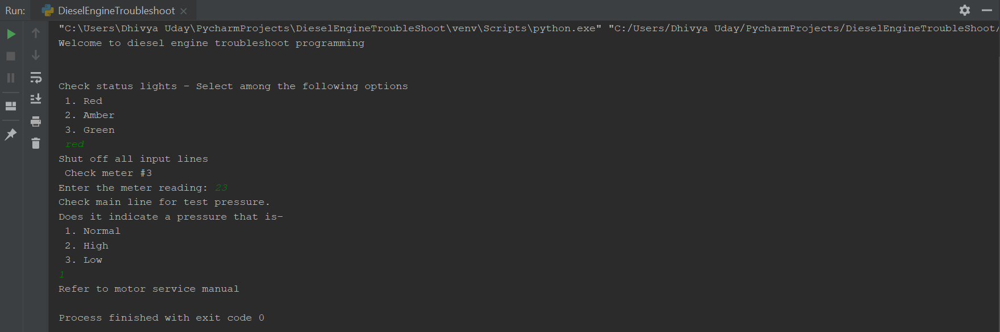 Run: DieselEngineTroubleshoot
"C:\Users\Dhivya Uday\PycharmProjects\DieselEngineTroubleShoot\venv\Scripts\python.exe" "C:/Users/Dhivya Uday/PycharmProjects/DieselEngineTroubleShoot/
Welcome to diesel engine troubleshoot programming
Check status lights - Select among the following options
1. Red
2. Amber
3. Green
red
Shut off all input lines
Check meter #3
Enter the meter reading: 23
Check main line for test pressure.
Does it indicate a pressure that is-
1. Normal
2. High
3. Low
1
Refer to motor service manual
Process finished with exit code 0